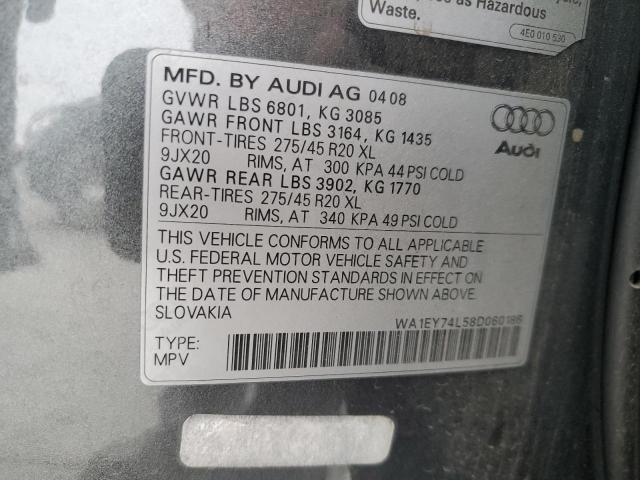 as Hazardous
Waste.
4E0 010 530
MFD. BY AUDI AG 04 08
GVWR LBS 6801, KG 3085
GAWR FRONT LBS 3164, KG 1435
FRONT-TIRES 275/45 R20 XL
9JX20 RIMS, AT 300 KPA 44 PSI COLD
GAWR REAR LBS 3902, KG 1770
REAR-TIRES 275/45 R20 XL
9JX20 RIMS, AT 340 KPA 49 PSI COLD
Audi
THIS VEHICLE CONFORMS TO ALL APPLICABLE
U.S. FEDERAL MOTOR VEHICLE SAFETY AND
THEFT PREVENTION STANDARDS IN EFFECT ON
THE DATE OF MANUFACTURE SHOWN ABOVE.
SLOVAKIA
WA1EY74L58D060186
TYPE:
MPV